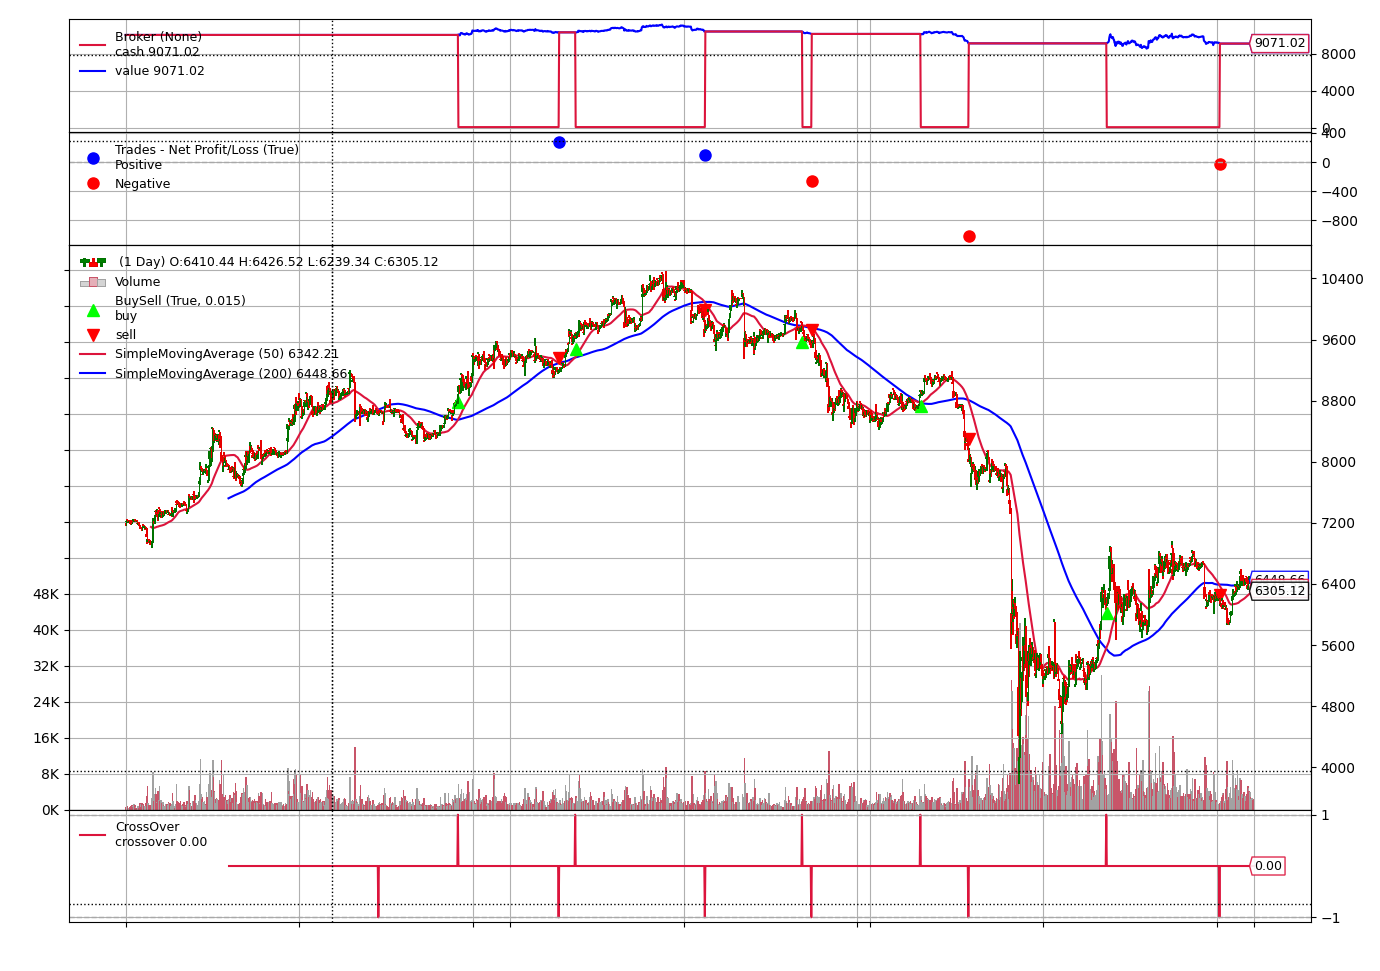 Broker (None)
cash 9071.02
value 9071.02
9071.02
8000
4000
0
Trades - Net Profit/Loss (True)
Positive
Negative
400
0
−400
−800
(1 Day) O:6410.44 H:6426.52 L:6239.34 C:6305.12
Volume
BuySell (True, 0.015)
buy
sell
SimpleMovingAverage (50) 6342.21
SimpleMovingAverage (200) 6448.66
10400
9600
8800
8000
7200
6400
5600
4800
4000
6448.66
6305.12
48K
40K
32K
24K
16K
8K
0K
CrossOver
crossover 0.00
1
0.00
−1